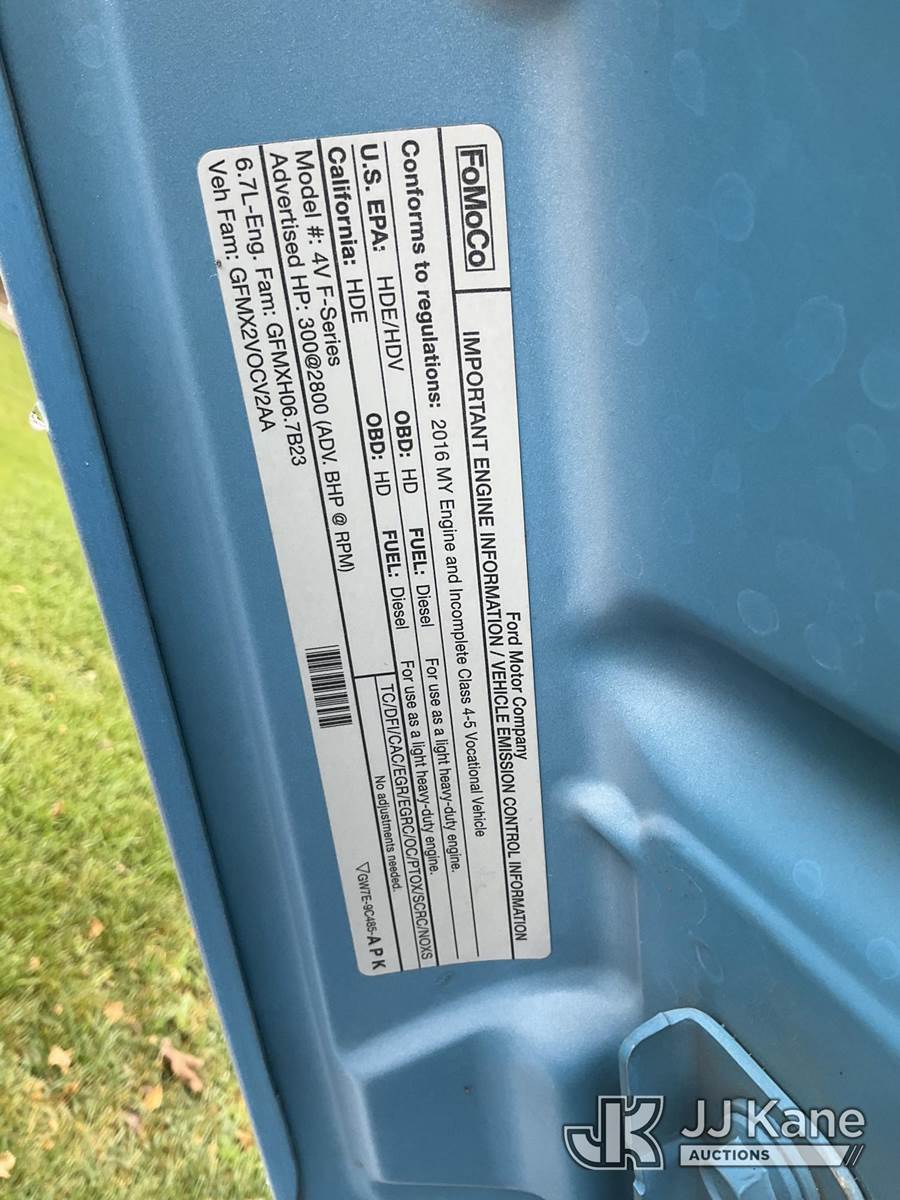 FoMoCo
Ford Motor Company
IMPORTANT ENGINE INFORMATION / VEHICLE EMISSION CONTROL INFORMATION
Conforms to regulations: 2016 MY Engine and Incomplete Class 4-5 Vocational Vehicle
U.S. EPA: HDE/HDV OBD: HD FUEL: Diesel For use as a light heavy-duty engine.
California: HDE OBD: HD FUEL: Diesel For use as a light heavy-duty engine.
Model #: 4V F-Series
TC/DFI/CAC/EGR/EGRC/OC/PTOX/SCRC/NOXS
Advertised HP: 300@2800 (ADV. BHP @ RPM)
No adjustments needed.
6.7L-Eng. Fam: GFMXH06.7B23
Veh Fam: GFMX2VOCV2AA
GW7E-9C485-A P K
JK JJ Kane
AUCTIONS